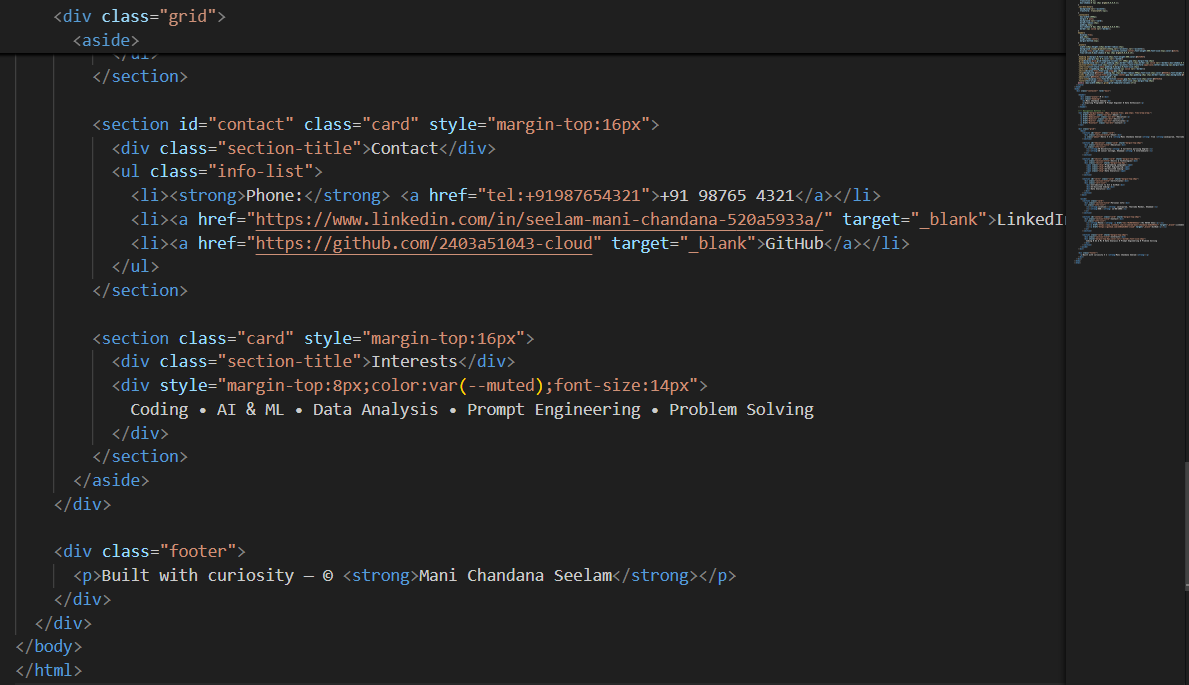 <div class="grid">
<aside>
</ul>
</section>
<section id="contact" class="card" style="margin-top:16px">
<div class="section-title">Contact</div>
<ul class="info-list">
<li><strong>Phone:</strong> <a href="tel:+91987654321">+91 98765 4321</a></li>
<li><a href="https://www.linkedin.com/in/seelam-mani-chandana-520a5933a/" target="_blank">LinkedIn
<li><a href="https://github.com/2403a51043-cloud" target="_blank">GitHub</a></li>
</ul>
</section>
<section class="card" style="margin-top:16px">
<div class="section-title">Interests</div>
<div style="margin-top:8px;color:var(--muted);font-size:14px">
Coding • AI & ML • Data Analysis • Prompt Engineering • Problem Solving
</div>
</section>
</aside>
</div>
<div class="footer">
<p>Built with curiosity — © <strong>Mani Chandana Seelam</strong></p>
</div>
</div>
</body>
</html>